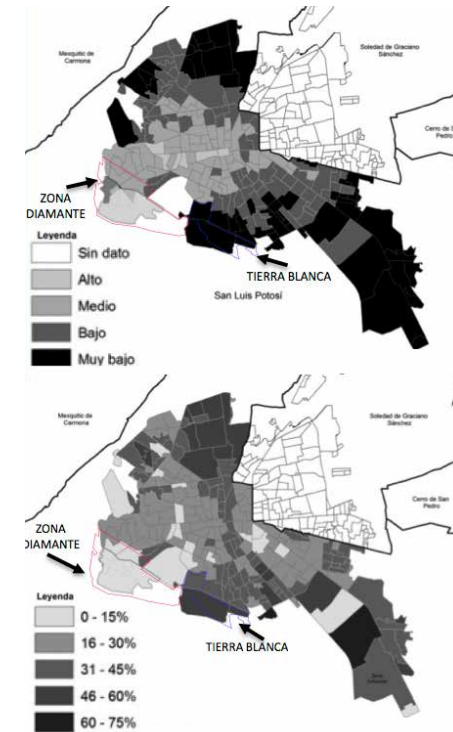 Mexquitic de
Carmona
Soledad de Graciano
Sánchez
Cerro de S
Pedro
ZONA
DIAMANTE
Leyenda
Sin dato
Alto
Medio
Bajo
Muy bajo
TIERRA BLANCA
San Luis Potosí
Mexquitic de
Carmona
Soledad de Graciano
Sánchez
Cerro de San
Pedro
ZONA
DIAMANTE
Leyenda
0 - 15%
16 - 30%
31 - 45%
46 - 60%
60 - 75%
TIERRA BLANCA
Zona
Industrial